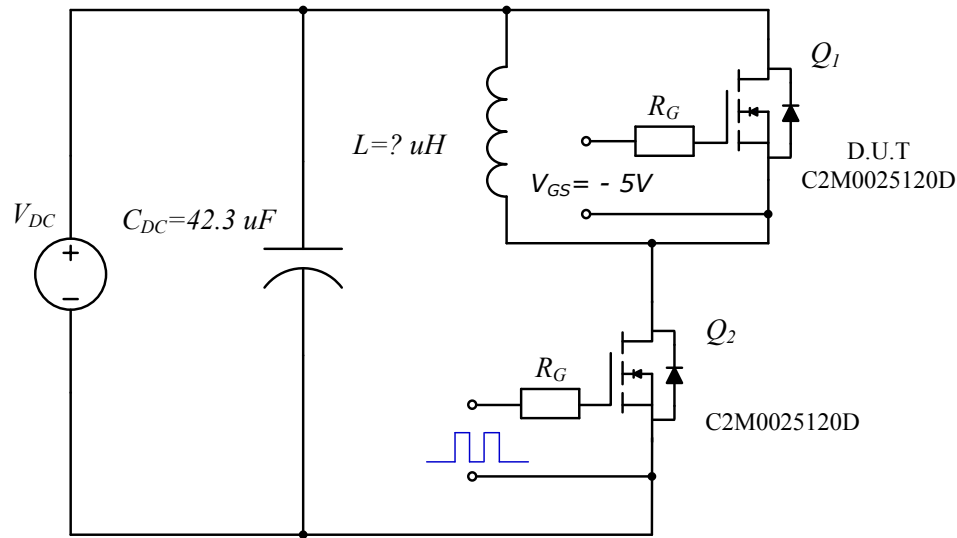 Q1
RG
L=? uH
D.U.T
C2M0025120D
VGS= - 5V
VDC
CDC=42.3 uF
+
−
Q2
RG
C2M0025120D